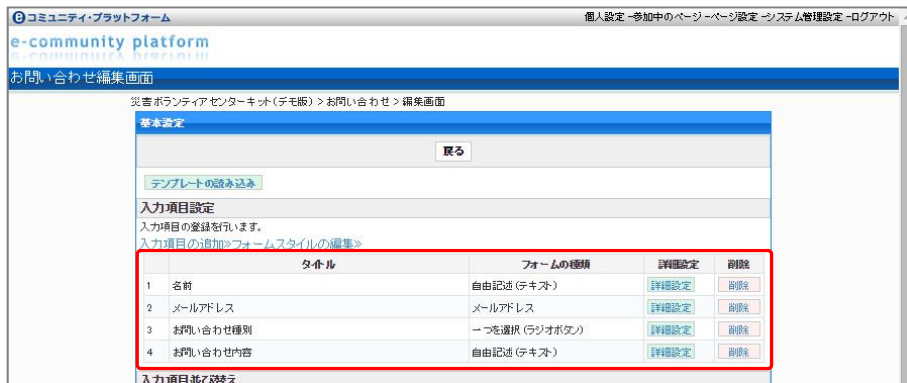 eコミュニティ・プラットフォーム 個人設定 -参加中のページ -ページ設定 -システム管理設定 -ログアウト
e-community platform
お問い合わせ編集画面
災害ボランティアセンターキット(デモ版) > お問い合わせ > 編集画面
基本設定
戻る
テンプレートの読み込み
入力項目設定
入力項目の登録を行います。
入力項目の追加»フォームスタイルの編集»
タイトル フォームの種類 詳細設定 削除
1 名前 自由記述(テキスト) 詳細設定 削除
2 メールアドレス メールアドレス 詳細設定 削除
3 お問い合わせ種別 一つを選択(ラジオボタン) 詳細設定 削除
4 お問い合わせ内容 自由記述(テキスト) 詳細設定 削除
入力項目並び替え